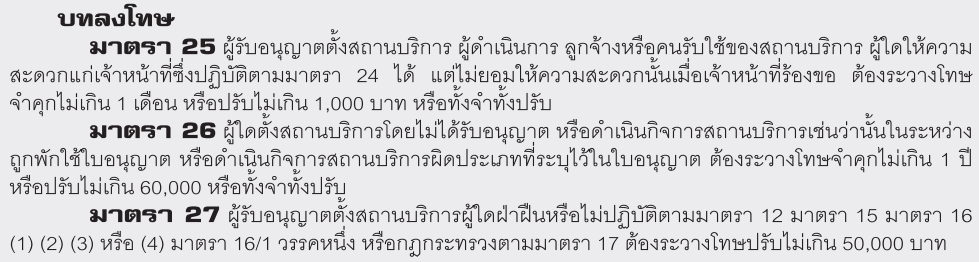 บทลงโทษ
มาตรา 25 ผู้รับอนุญาตตั้งสถานบริการ ผู้ดำเนินการ ลูกจ้างหรือคนรับใช้ของสถานบริการ ผู้ใดให้ความ
สะดวกแก่เจ้าหน้าที่ซึ่งปฏิบัติตามมาตรา 24 ได้ แต่ไม่ยอมให้ความสะดวกนั้นเมื่อเจ้าหน้าที่ร้องขอ ต้องระวางโทษ
จำคุกไม่เกิน 1 เดือน หรือปรับไม่เกิน 1,000 บาท หรือทั้งจำทั้งปรับ
มาตรา 26 ผู้ใดตั้งสถานบริการโดยไม่ได้รับอนุญาต หรือดำเนินกิจการสถานบริการเช่นว่านั้นในระหว่าง
ถูกพักใช้ใบอนุญาต หรือดำเนินกิจการสถานบริการผิดประเภทที่ระบุไว้ในใบอนุญาต ต้องระวางโทษจำคุกไม่เกิน 1 ปี
หรือปรับไม่เกิน 60,000 หรือทั้งจำทั้งปรับ
มาตรา 27 ผู้รับอนุญาตตั้งสถานบริการผู้ใดฝ่าฝืนหรือไม่ปฏิบัติตามมาตรา 12 มาตรา 15 มาตรา 16
(1) (2) (3) หรือ (4) มาตรา 16/1 วรรคหนึ่ง หรือกฎกระทรวงตามมาตรา 17 ต้องระวางโทษปรับไม่เกิน 50,000 บาท